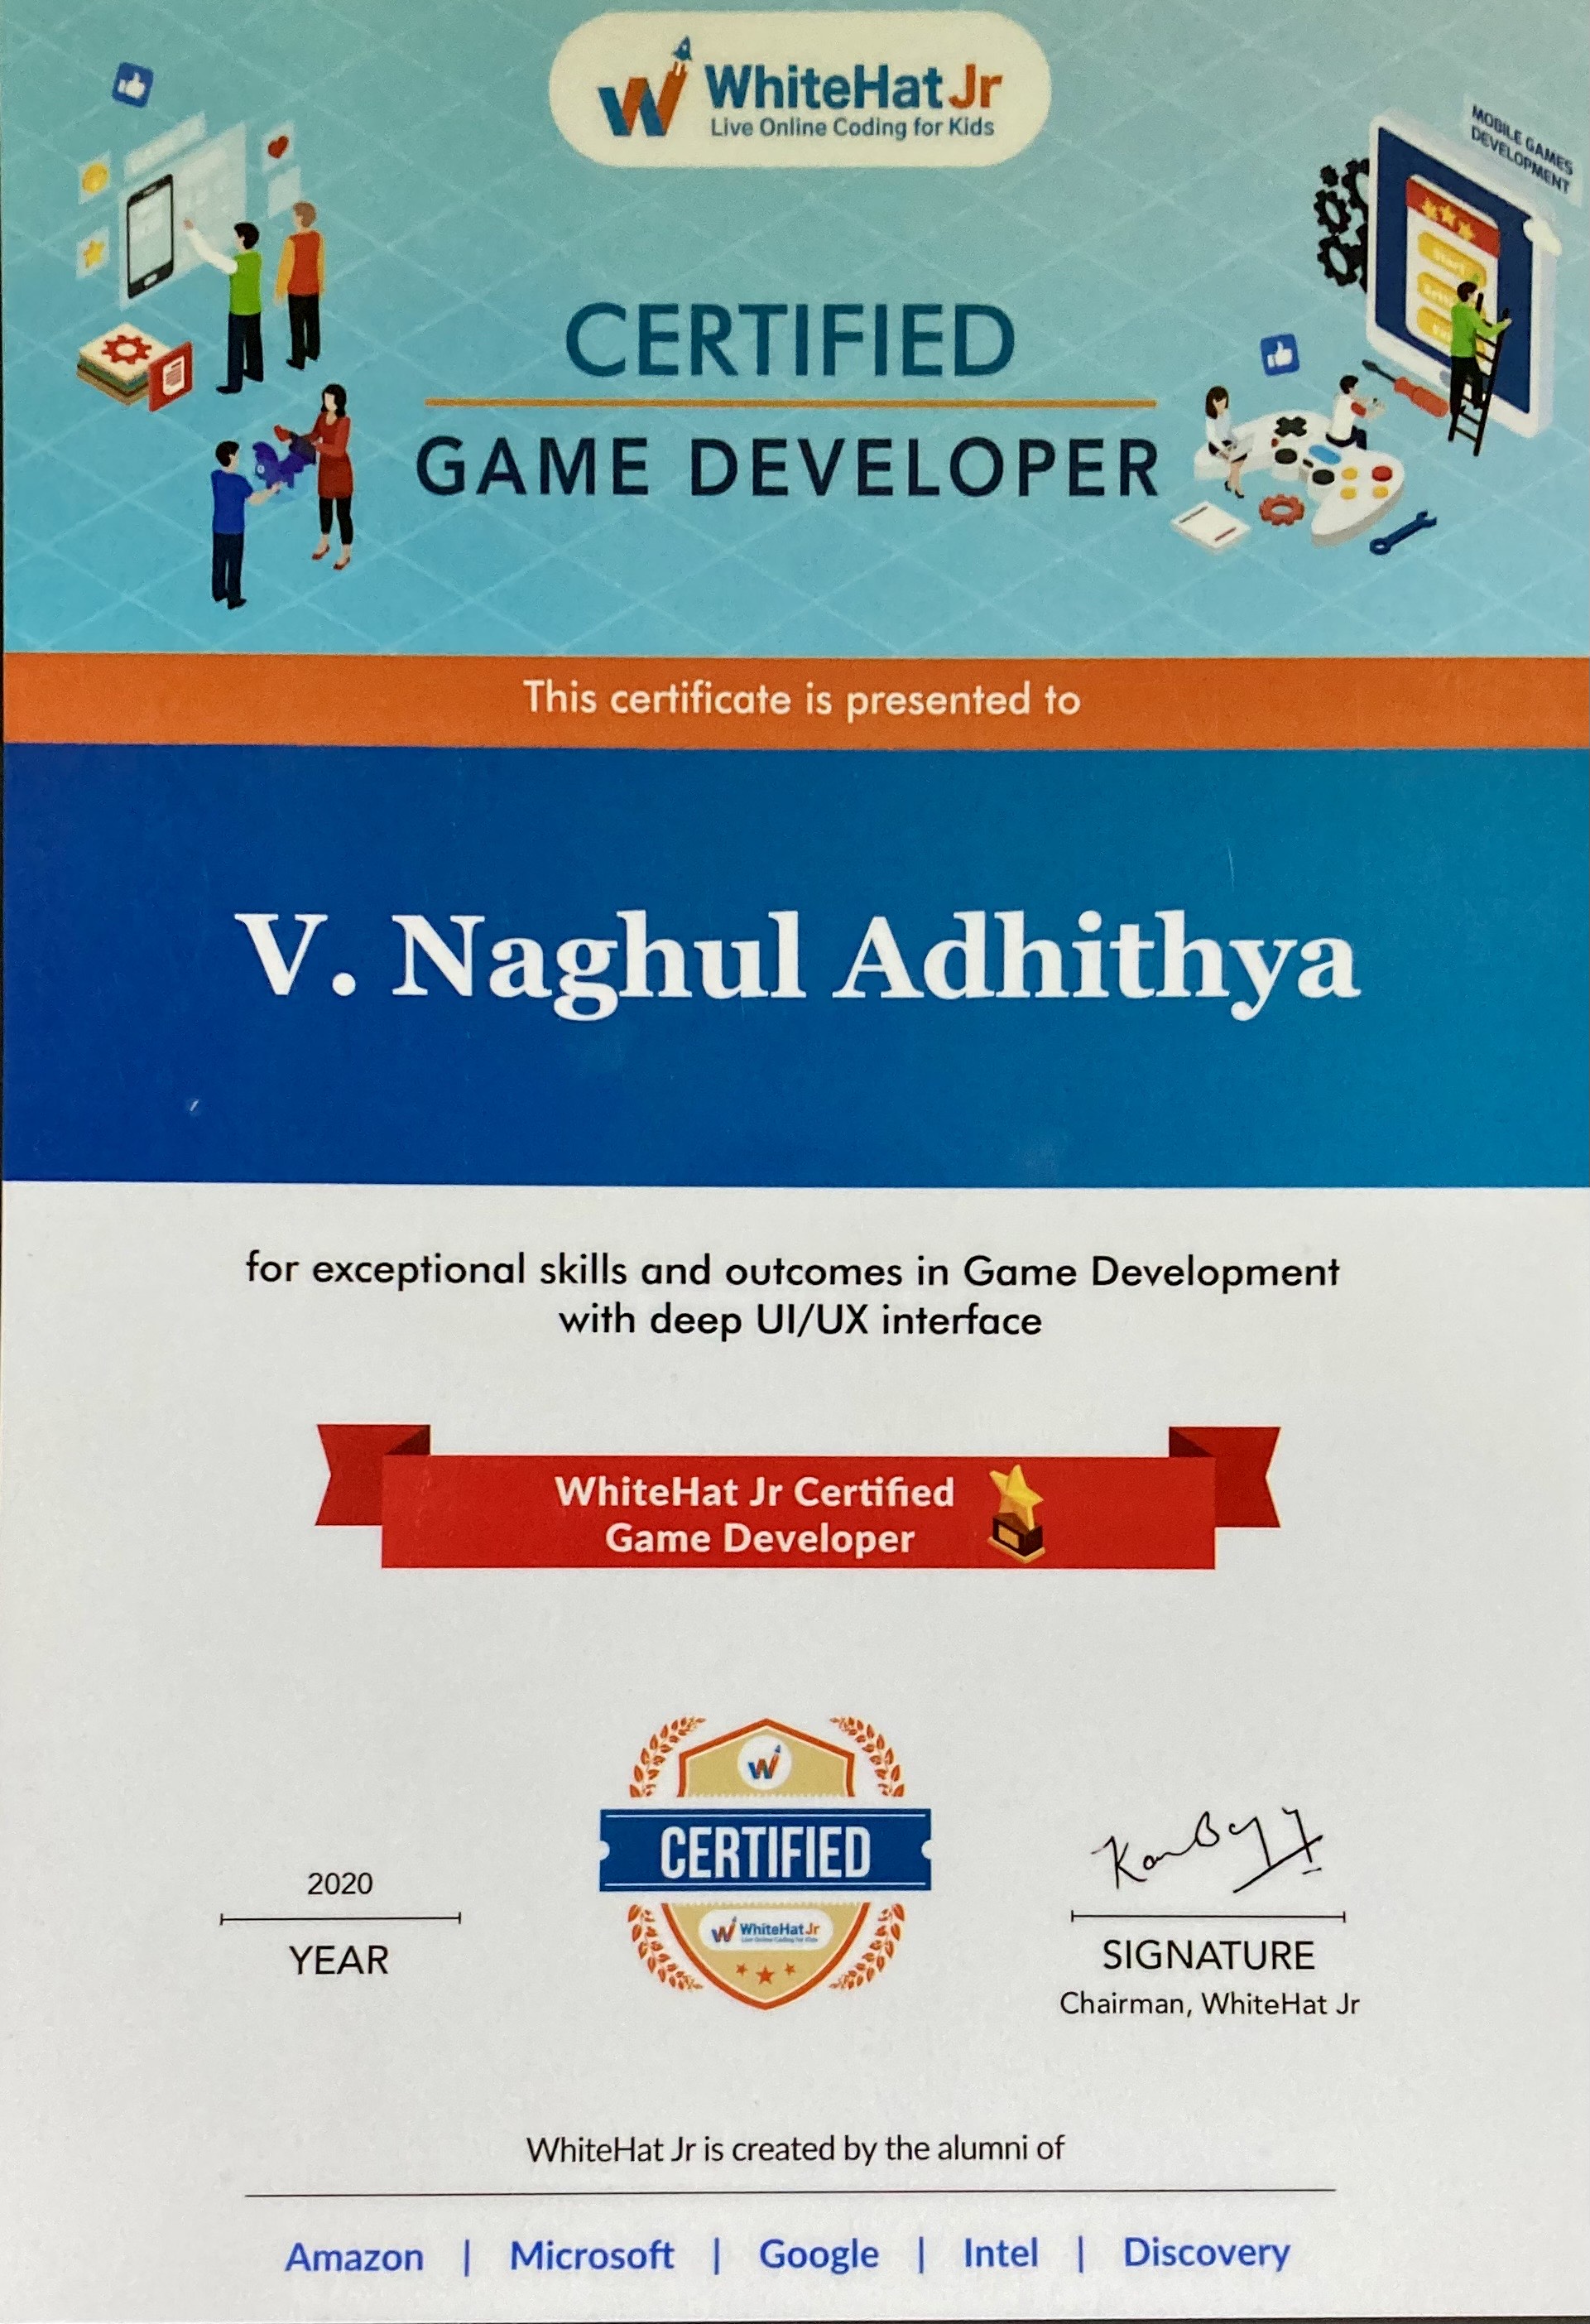 WhiteHat Jr
Live Online Coding for Kids
MOBILE GAMES
DEVELOPMENT
CERTIFIED
GAME DEVELOPER
This certificate is presented to
V. Naghul Adhithya
for exceptional skills and outcomes in Game Development
with deep UI/UX interface
WhiteHat Jr Certified
Game Developer
CERTIFIED
WhiteHat Jr
Live Online Coding for Kids
2020
YEAR
SIGNATURE
Chairman, WhiteHat Jr
WhiteHat Jr is created by the alumni of
Amazon | Microsoft | Google | Intel | Discovery